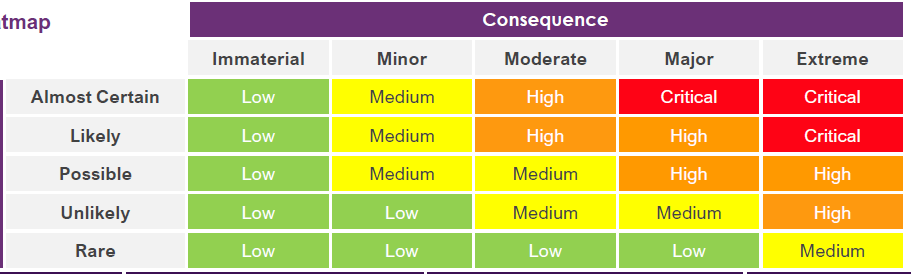 tmap
Consequence
Immaterial Minor Moderate Major Extreme
Almost Certain Low Medium High Critical Critical
Likely Low Medium High High Critical
Possible Low Medium Medium High High
Unlikely Low Low Medium Medium High
Rare Low Low Low Low Medium